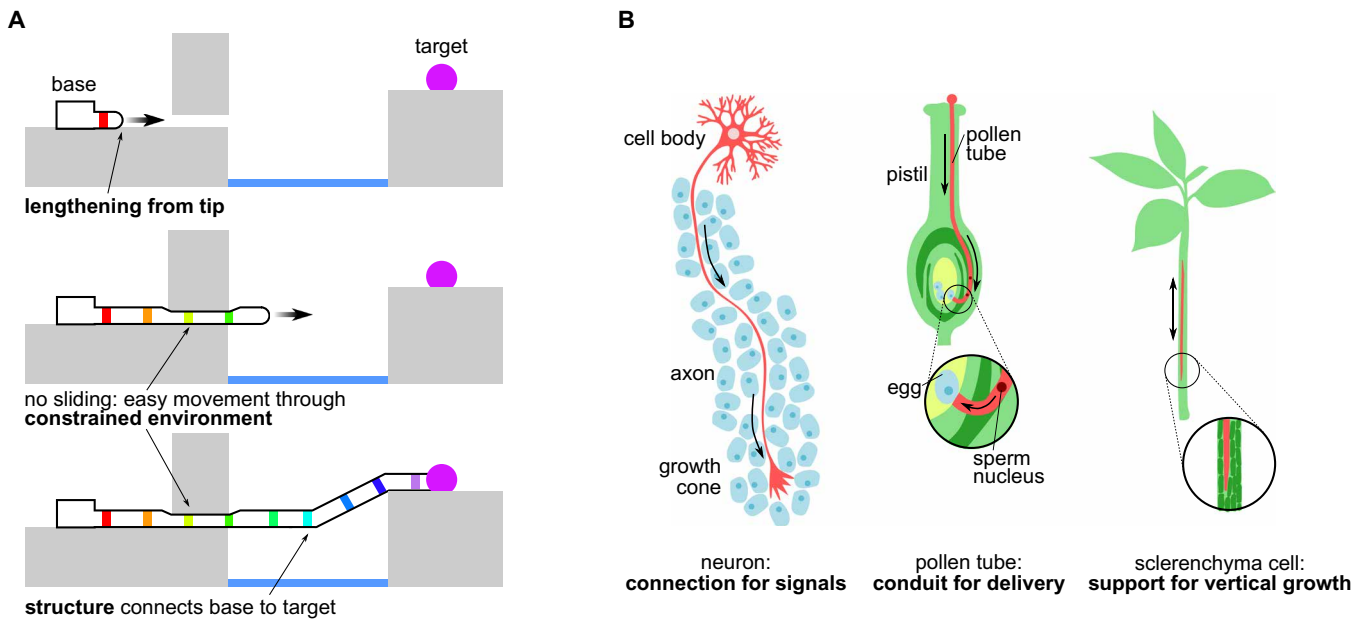 A
base
target
lengthening from tip
no sliding: easy movement through
constrained environment
structure connects base to target
B
cell body
axon
growth
cone
neuron:
connection for signals
pistil
pollen
tube
egg
sperm
nucleus
pollen tube:
conduit for delivery
sclerenchyma cell:
support for vertical growth